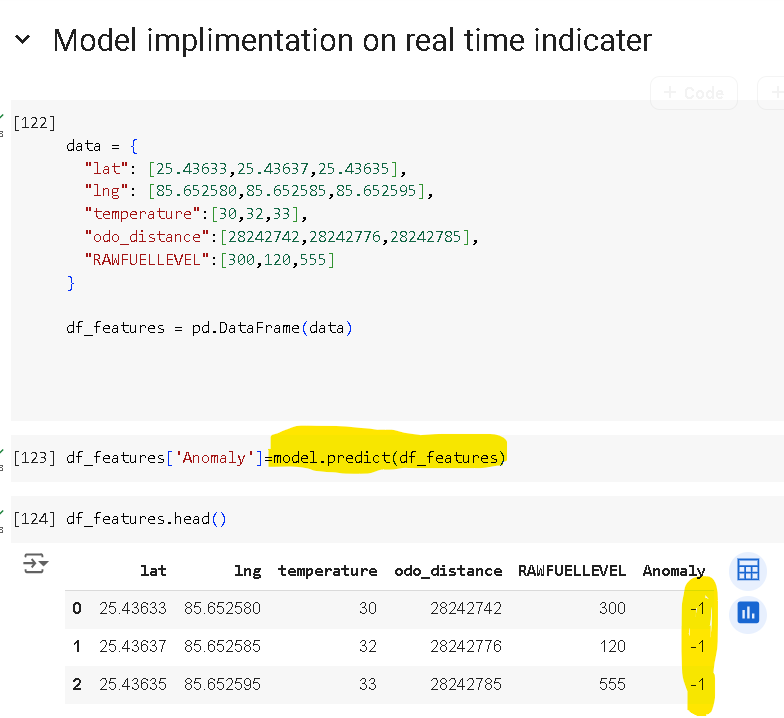 Model implimentation on real time indicater
+ Code
[122]
data = {
"lat": [25.43633,25.43637,25.43635],
"lng": [85.652580,85.652585,85.652595],
"temperature":[30,32,33],
"odo_distance":[28242742,28242776,28242785],
"RAWFUELLEVEL":[300,120,555]
}
df_features = pd.DataFrame(data)
[123] df_features['Anomaly']=model.predict(df_features)
[124] df_features.head()
lat lng temperature odo_distance RAWFUELLEVEL Anomaly
0 25.43633 85.652580 30 28242742 300 -1
1 25.43637 85.652585 32 28242776 120 -1
2 25.43635 85.652595 33 28242785 555 -1